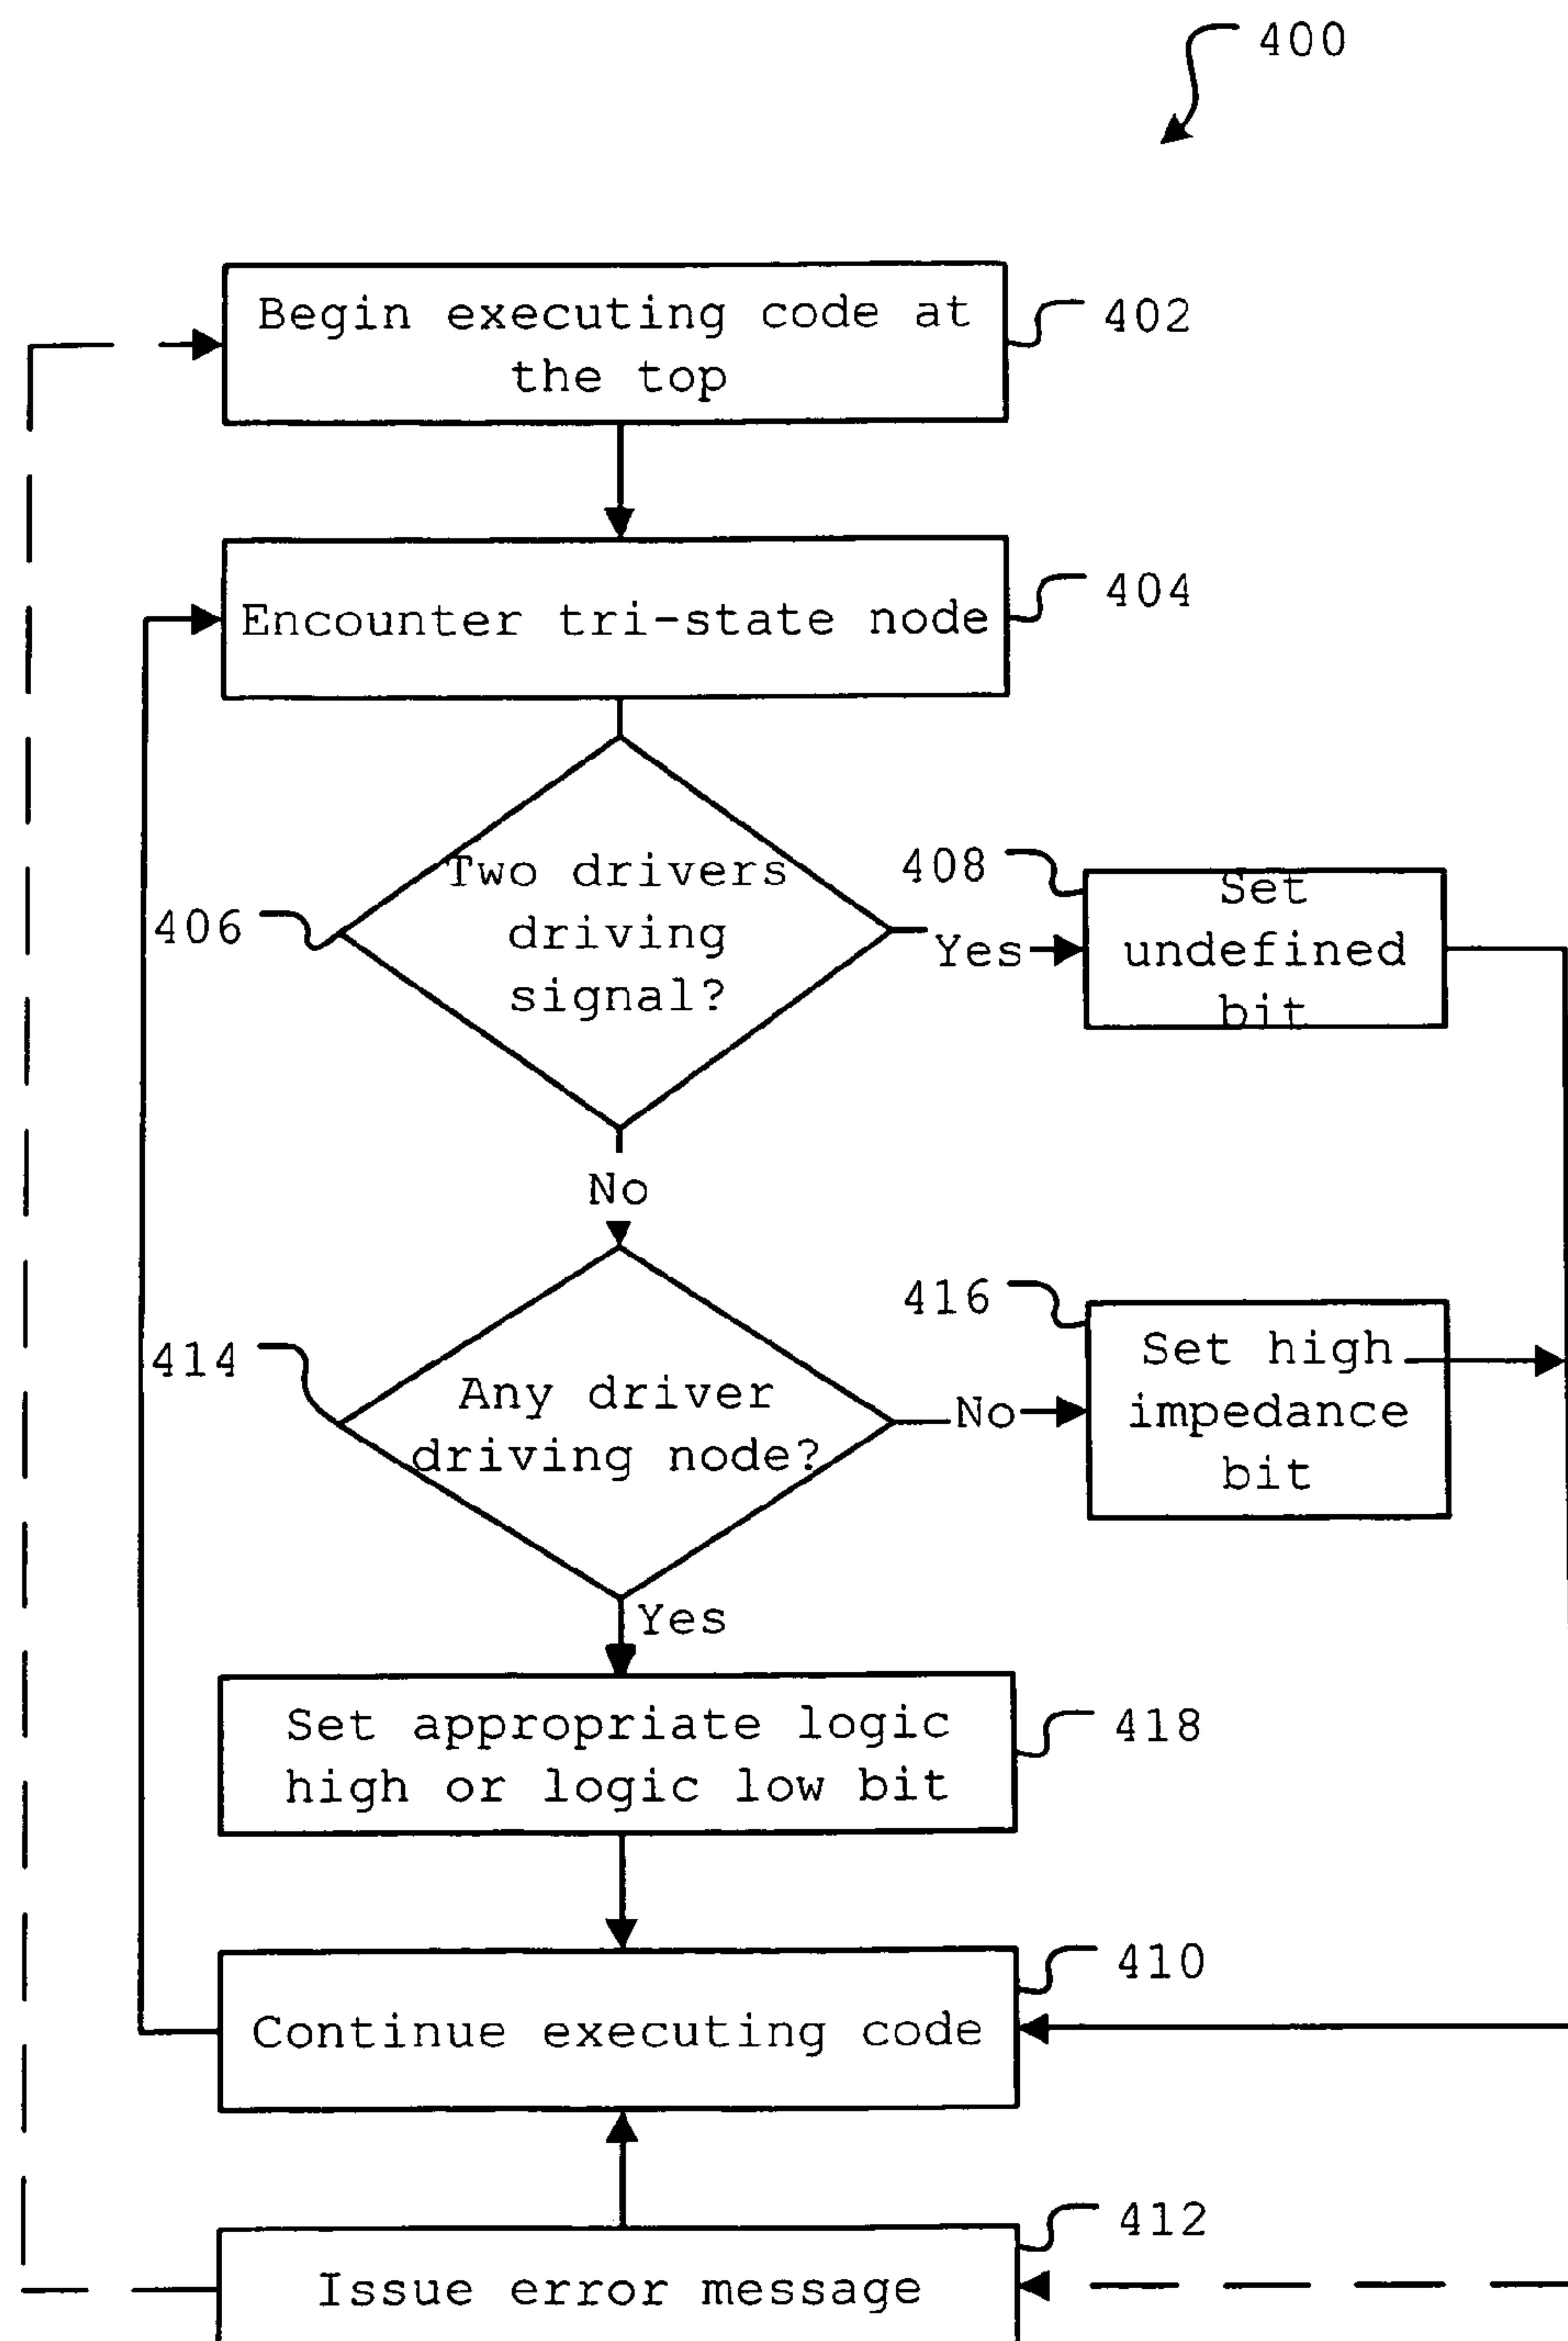 400
Begin executing code at
the top
402
Encounter tri-state node
404
Two drivers
driving
signal?
406
Yes
408
Set
undefined
bit
No
414
Any driver
driving node?
No
416
Set high
impedance
bit
Yes
Set appropriate logic
high or logic low bit
418
410
Continue executing code
412
Issue error message